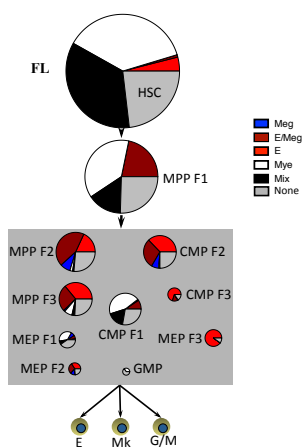 FL
HSC
Meg
E/Meg
E
Mye
Mix
None
MPP F1
MPP F2
CMP F2
MPP F3
CMP F3
CMP F1
MEP F1
MEP F3
MEP F2
GMP
E
Mk
G/M